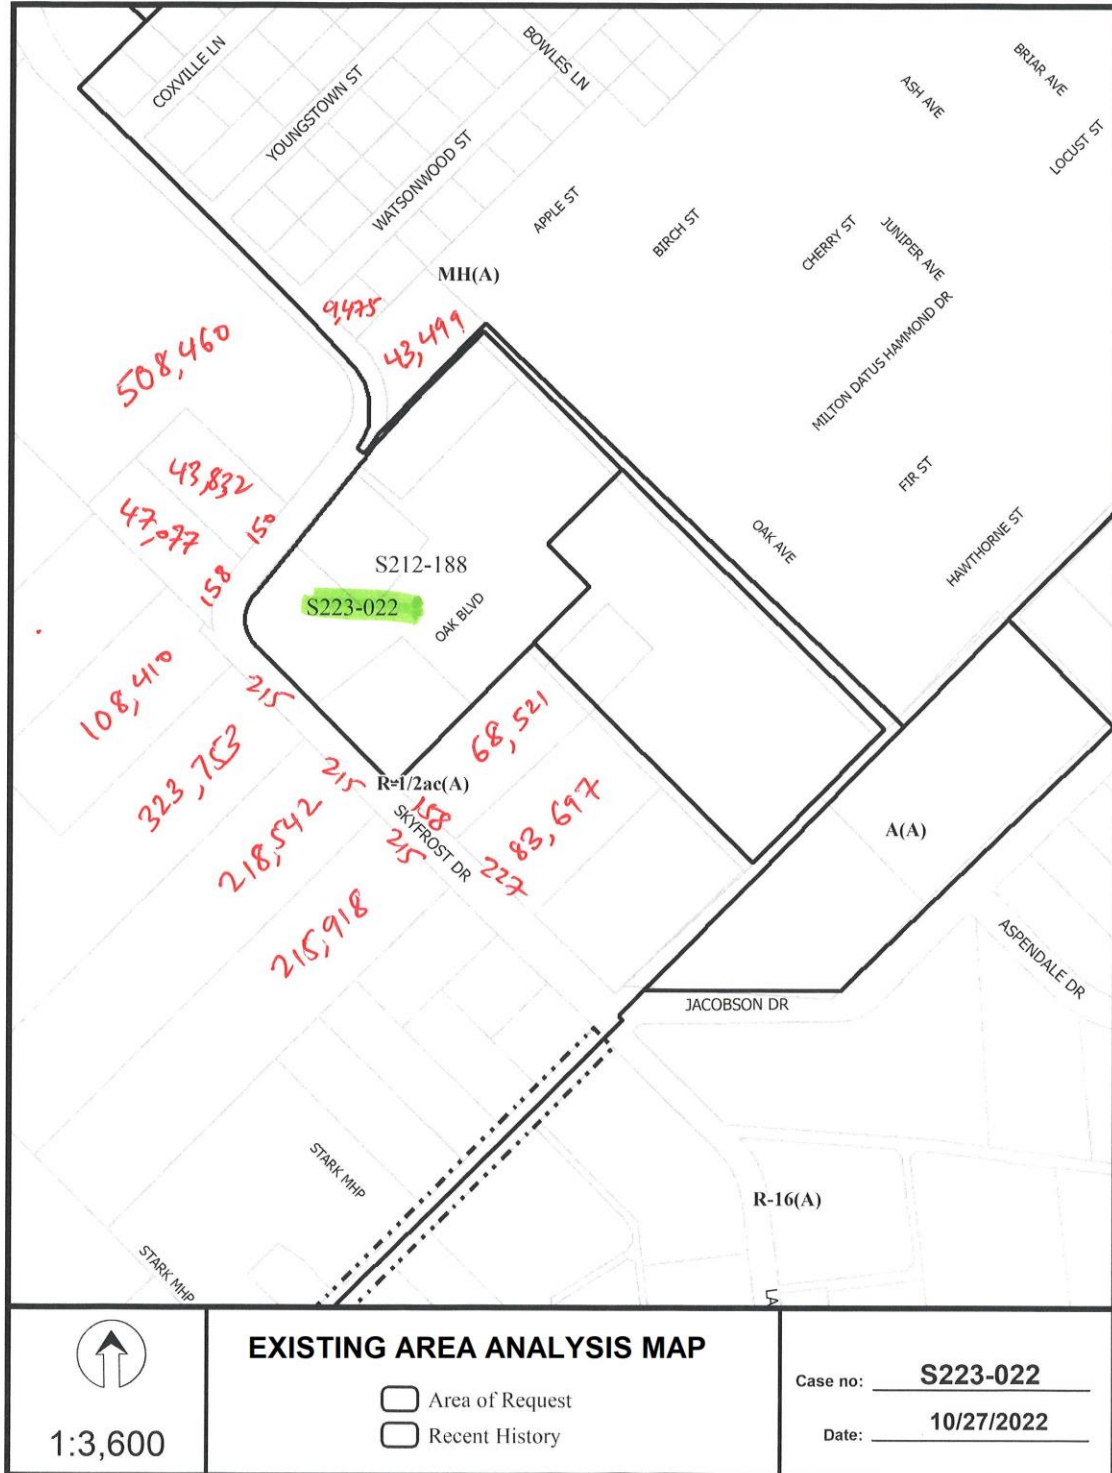 COXVILLE LN
BOWLES LN
BRIAR AVE
YOUNGSTOWN ST
ASH AVE
LOCUST ST
WATSONWOOD ST
APPLE ST
BIRCH ST
CHERRY ST
JUNIPER AVE
MH(A)
9,475
43,499
MILTON DATUS HAMMOND DR
508,460
43,832
47,077
150
158
FIR ST
OAK AVE
HAWTHORNE ST
S212-188
S223-022
OAK BLVD
108,410
215
68,521
323,753
215
R-1/2ac(A)
158
SKYFROST DR
83,697
A(A)
218,542
215
227
215,918
ASPENDALE DR
JACOBSON DR
STARK MHP
R-16(A)
STARK MHP
LA
1:3,600
EXISTING AREA ANALYSIS MAP
Area of Request
Recent History
Case no: S223-022
Date: 10/27/2022